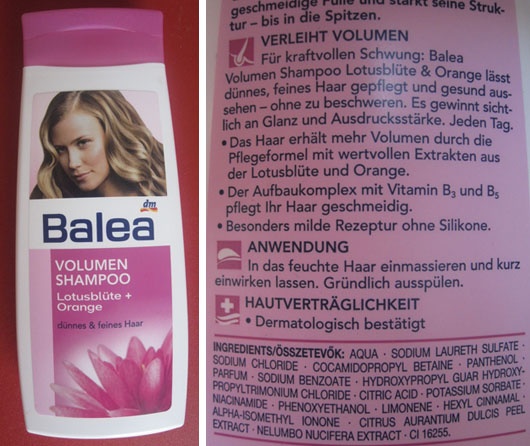 dm
Balea
VOLUMEN
SHAMPOO
Lotusblüte +
Orange
dünnes & feines Haar
geschmeidige Fülle und stärkt seine Struk-
tur – bis in die Spitzen.
VERLEIHT VOLUMEN
Für kraftvollen Schwung: Balea
Volumen Shampoo Lotusblüte & Orange lässt
dünnes, feines Haar gepflegt und gesund aus-
sehen – ohne zu beschweren. Es gewinnt sicht-
lich an Glanz und Ausdrucksstärke. Jeden Tag.
• Das Haar erhält mehr Volumen durch die
Pflegeformel mit wertvollen Extrakten aus
der Lotusblüte und Orange.
• Der Aufbaukomplex mit Vitamin B₃ und B₅
pflegt Ihr Haar geschmeidig.
• Besonders milde Rezeptur ohne Silikone.
ANWENDUNG
In das feuchte Haar einmassieren und kurz
einwirken lassen. Gründlich ausspülen.
HAUTVERTRÄGLICHKEIT
• Dermatologisch bestätigt
INGREDIENTS/ÖSSZETEVŐK: AQUA · SODIUM LAURETH SULFATE ·
SODIUM CHLORIDE · COCAMIDOPROPYL BETAINE · PANTHENOL ·
PARFUM · SODIUM BENZOATE · HYDROXYPROPYL GUAR HYDROXY-
PROPYLTRIMONIUM CHLORIDE · CITRIC ACID · POTASSIUM SORBATE ·
NIACINAMIDE · PHENOXYETHANOL · LIMONENE · HEXYL CINNAMAL ·
ALPHA-ISOMETHYL IONONE · CITRUS AURANTIUM DULCIS PEEL
EXTRACT · NELUMBO NUCIFERA EXTRACT · CI 16255.